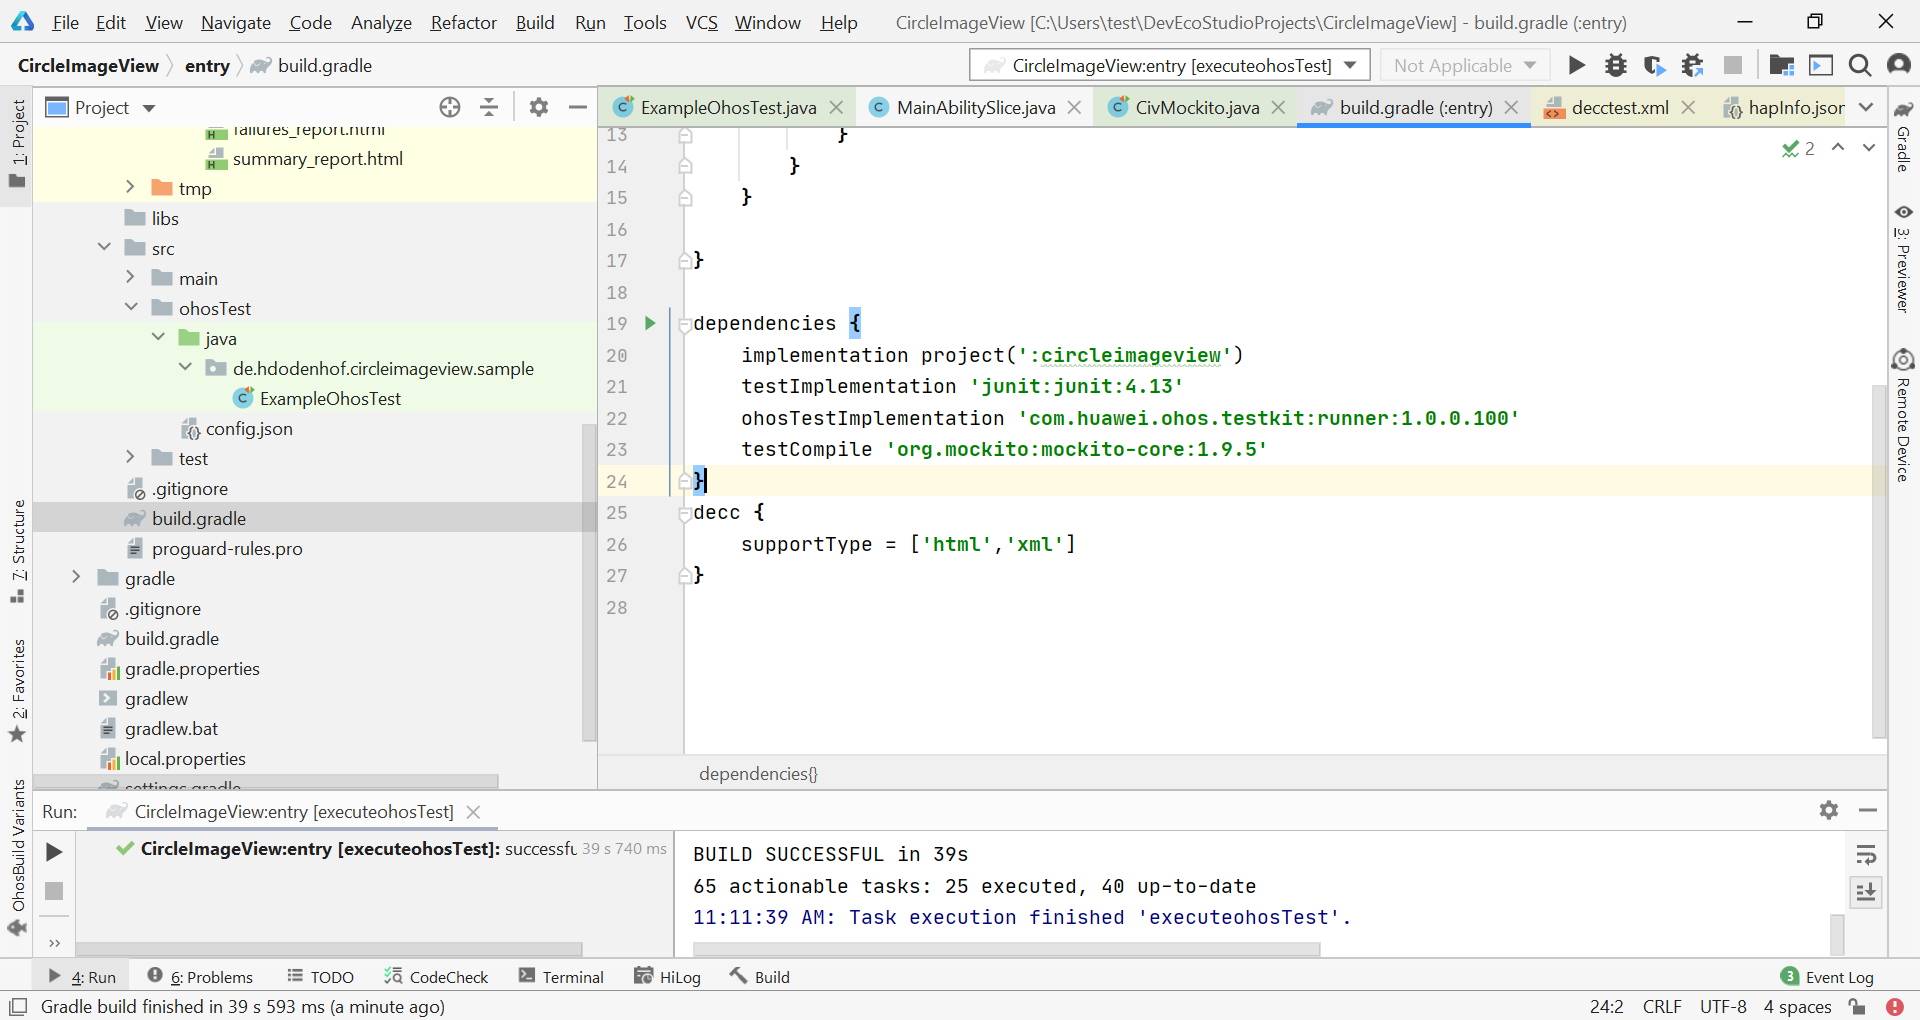 File Edit View Navigate Code Analyze Refactor Build Run Tools VCS Window Help CircleImageView [C:\Users\test\DevEcoStudioProjects\CircleImageView] - build.gradle (:entry)
CircleImageView entry build.gradle CircleImageView:entry [executeohosTest] Not Applicable
Project
ExampleOhosTest.java MainAbilitySlice.java CivMockito.java build.gradle (:entry) decctest.xml hapInfo.json
1: Project
7: Structure
2: Favorites
OhosBuild Variants
failures_report.html
summary_report.html
tmp
libs
src
main
ohosTest
java
de.hdodenhof.circleimageview.sample
ExampleOhosTest
config.json
test
.gitignore
build.gradle
proguard-rules.pro
gradle
.gitignore
build.gradle
gradle.properties
gradlew
gradlew.bat
local.properties
settings.gradle
2
13 }
14 }
15 }
16
17 }
18
19 dependencies {
20 implementation project(':circleimageview')
21 testImplementation 'junit:junit:4.13'
22 ohosTestImplementation 'com.huawei.ohos.testkit:runner:1.0.0.100'
23 testCompile 'org.mockito:mockito-core:1.9.5'
24 }
25 decc {
26 supportType = ['html','xml']
27 }
28
dependencies{}
Gradle
3: Previewer
Remote Device
Run: CircleImageView:entry [executeohosTest]
CircleImageView:entry [executeohosTest]: successfu 39 s 740 ms
BUILD SUCCESSFUL in 39s
65 actionable tasks: 25 executed, 40 up-to-date
11:11:39 AM: Task execution finished 'executeohosTest'.
4: Run 6: Problems TODO CodeCheck Terminal HiLog Build 3 Event Log
Gradle build finished in 39 s 593 ms (a minute ago) 24:2 CRLF UTF-8 4 spaces